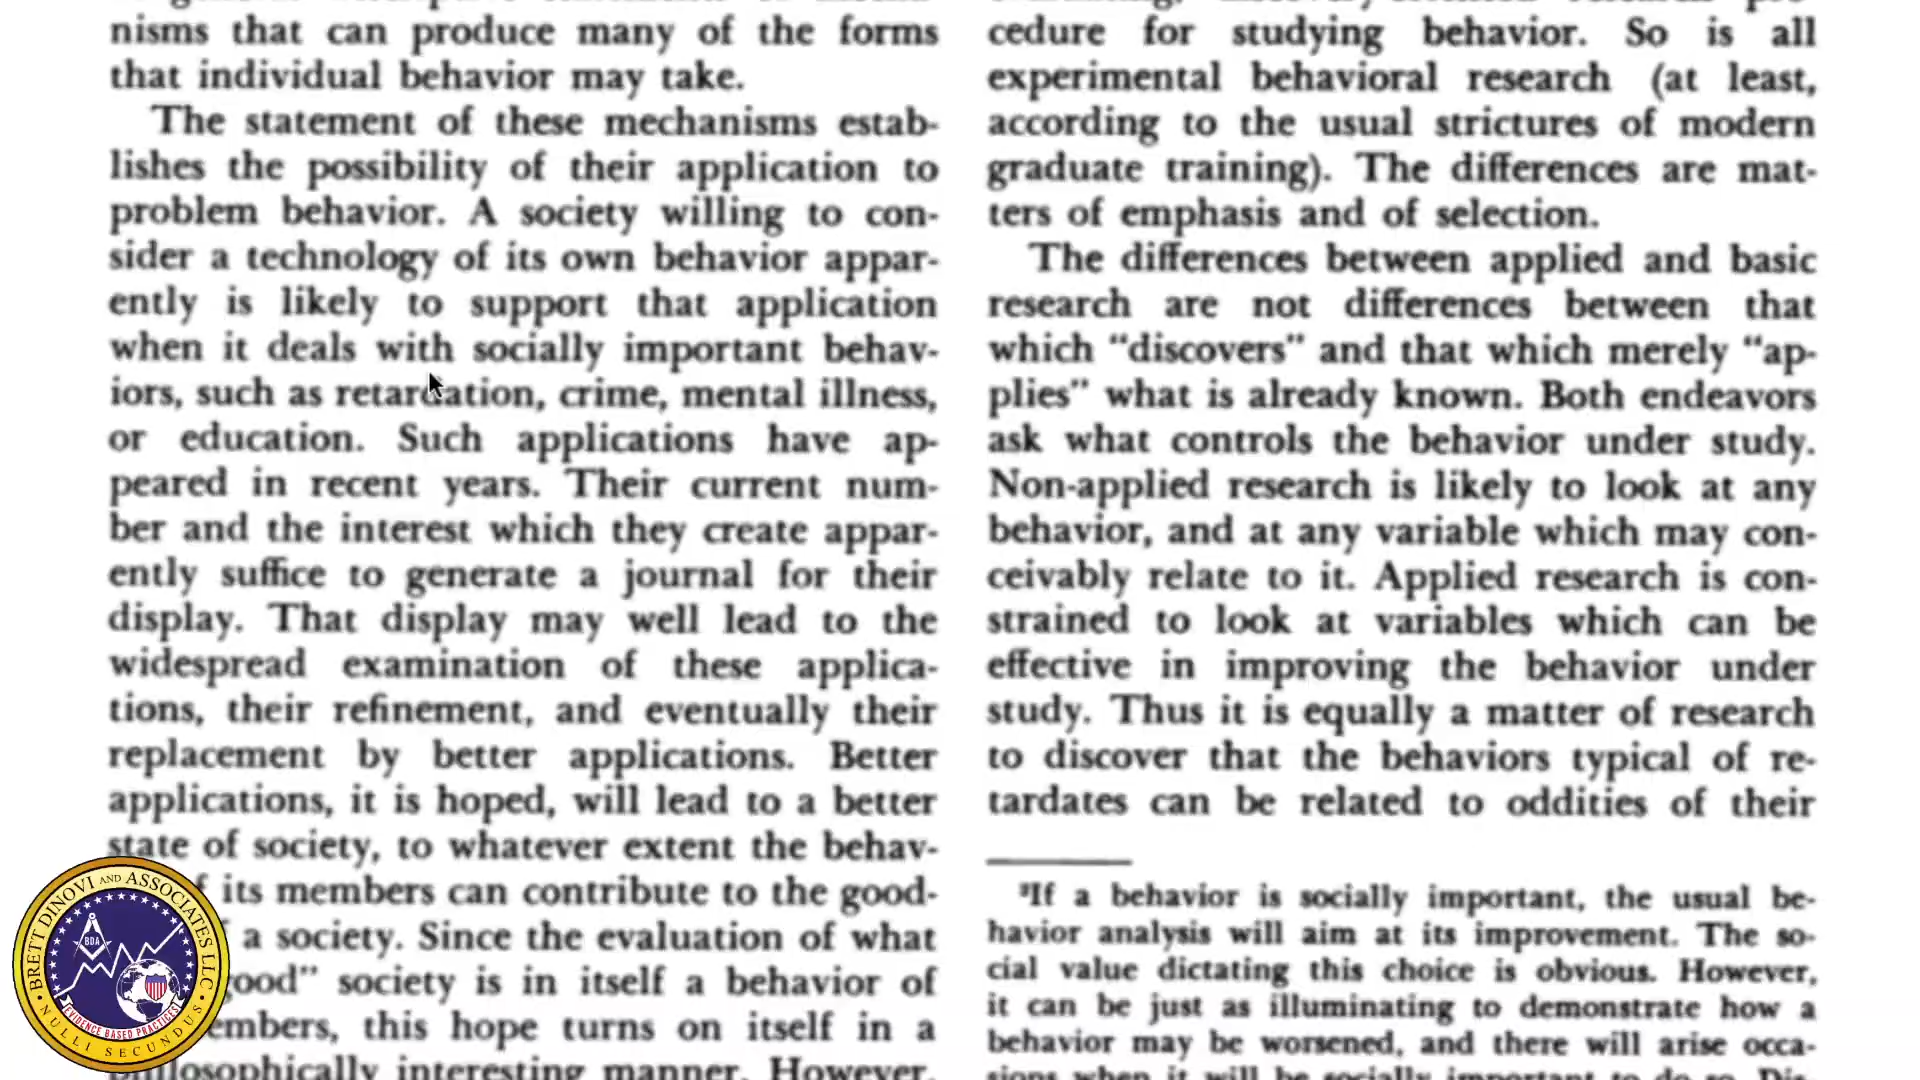 nisms that can produce many of the forms
that individual behavior may take.
The statement of these mechanisms estab-
lishes the possibility of their application to
problem behavior. A society willing to con-
sider a technology of its own behavior appar-
ently is likely to support that application
when it deals with socially important behav-
iors, such as retardation, crime, mental illness,
or education. Such applications have ap-
peared in recent years. Their current num-
ber and the interest which they create appar-
ently suffice to generate a journal for their
display. That display may well lead to the
widespread examination of these applica-
tions, their refinement, and eventually their
replacement by better applications. Better
applications, it is hoped, will lead to a better
state of society, to whatever extent the behav-
f its members can contribute to the good-
f a society. Since the evaluation of what
ood" society is in itself a behavior of
embers, this hope turns on itself in a
philosophically interesting manner. However,
cedure for studying behavior. So is all
experimental behavioral research (at least,
according to the usual strictures of modern
graduate training). The differences are mat-
ters of emphasis and of selection.
The differences between applied and basic
research are not differences between that
which "discovers" and that which merely "ap-
plies" what is already known. Both endeavors
ask what controls the behavior under study.
Non-applied research is likely to look at any
behavior, and at any variable which may con-
ceivably relate to it. Applied research is con-
strained to look at variables which can be
effective in improving the behavior under
study. Thus it is equally a matter of research
to discover that the behaviors typical of re-
tardates can be related to oddities of their
²If a behavior is socially important, the usual be-
havior analysis will aim at its improvement. The so-
cial value dictating this choice is obvious. However,
it can be just as illuminating to demonstrate how a
behavior may be worsened, and there will arise occa-
sions when it will be socially important to do so. Dis-
BRETT DINOVI AND ASSOCIATES LLC
BDA
EVIDENCE BASED PRACTICES
NULLI SECUNDUS